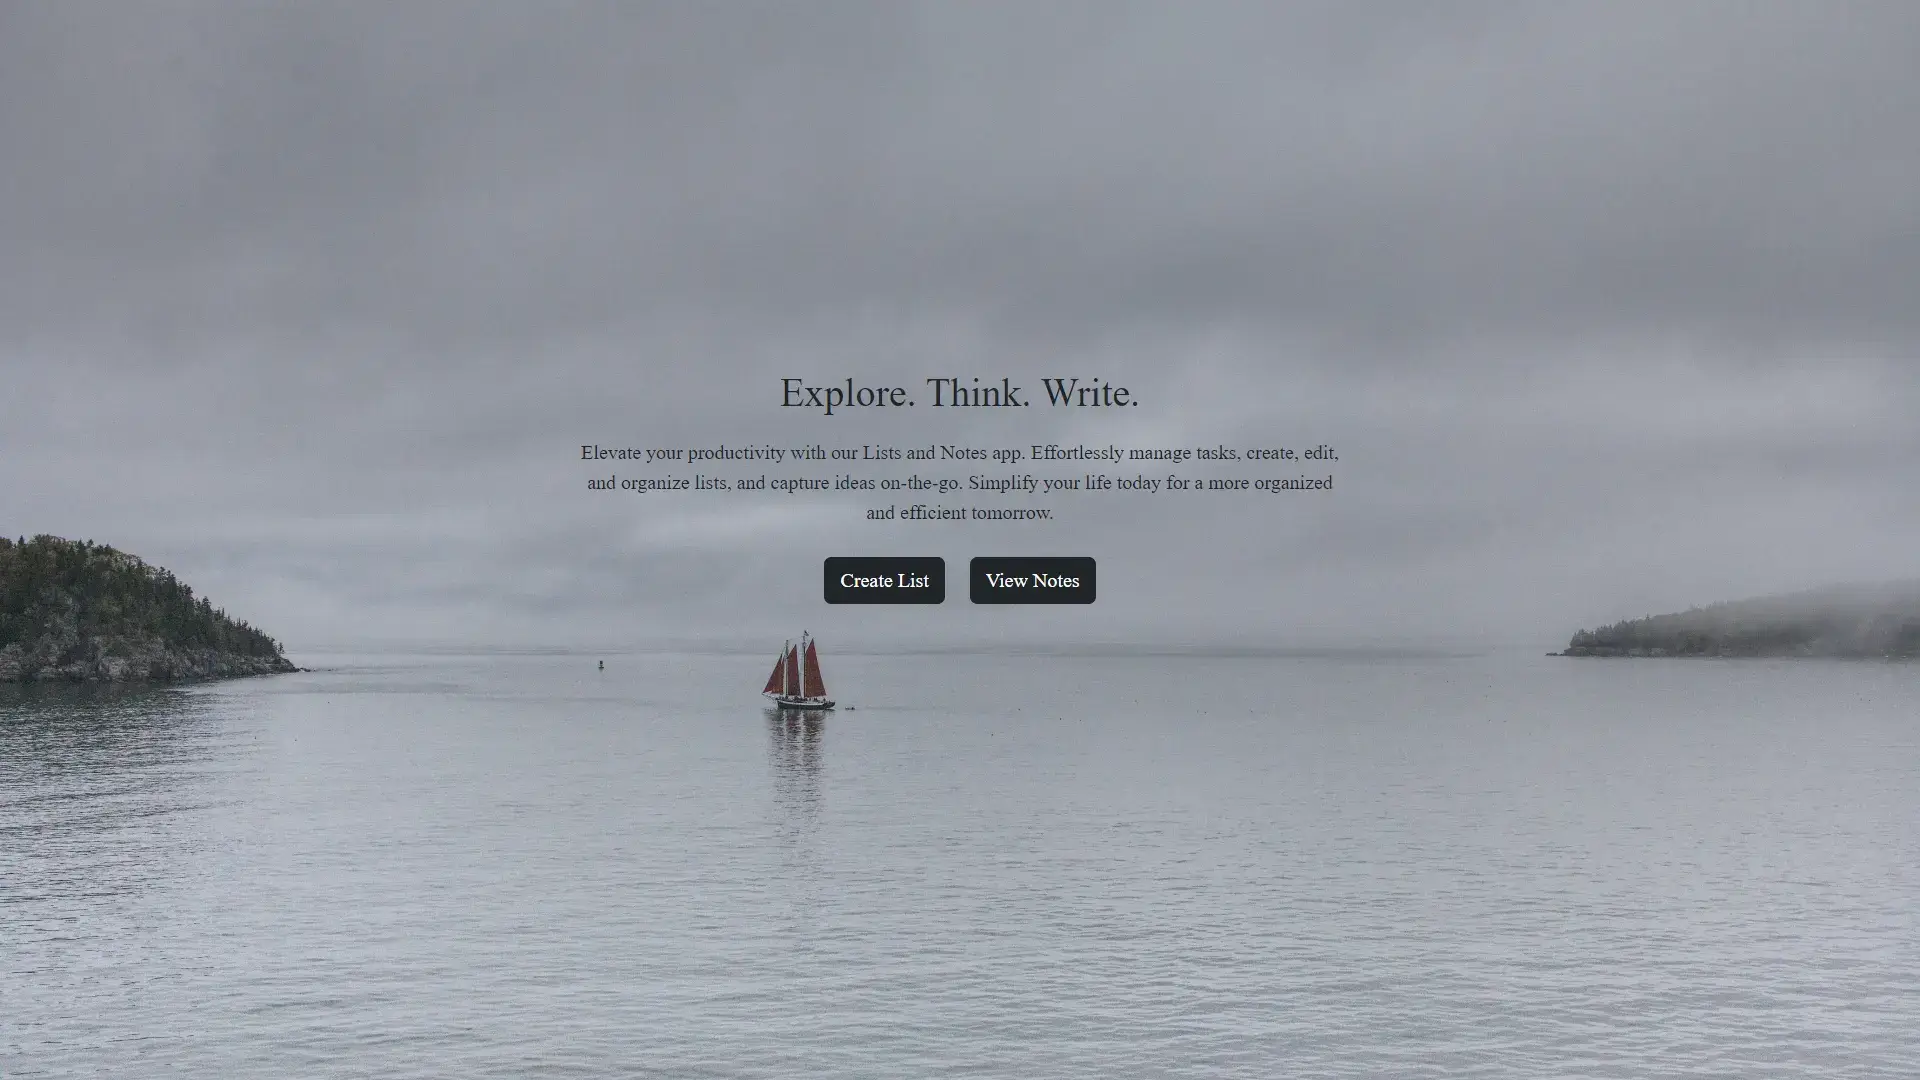 Explore. Think. Write.
Elevate your productivity with our Lists and Notes app. Effortlessly manage tasks, create, edit,
and organize lists, and capture ideas on-the-go. Simplify your life today for a more organized
and efficient tomorrow.
Create List
View Notes